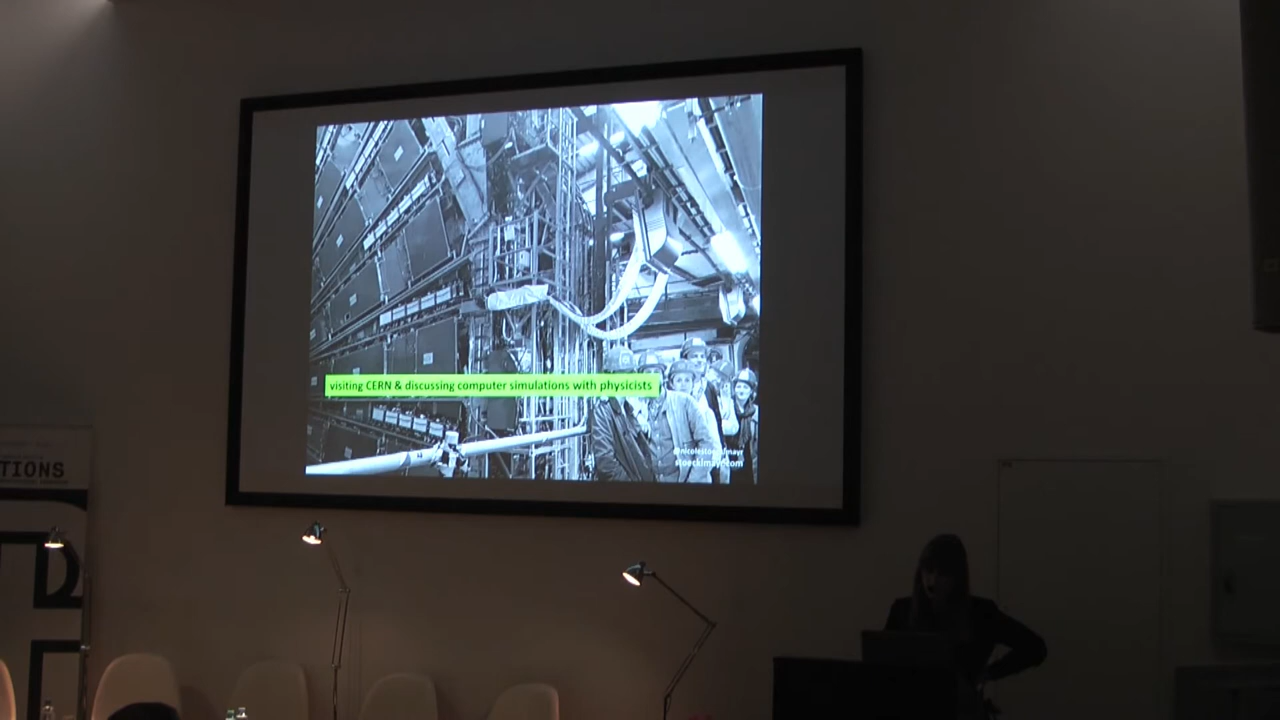 visiting CERN & discussing computer simulations with physicists
stoecklmayr.com
TIONS